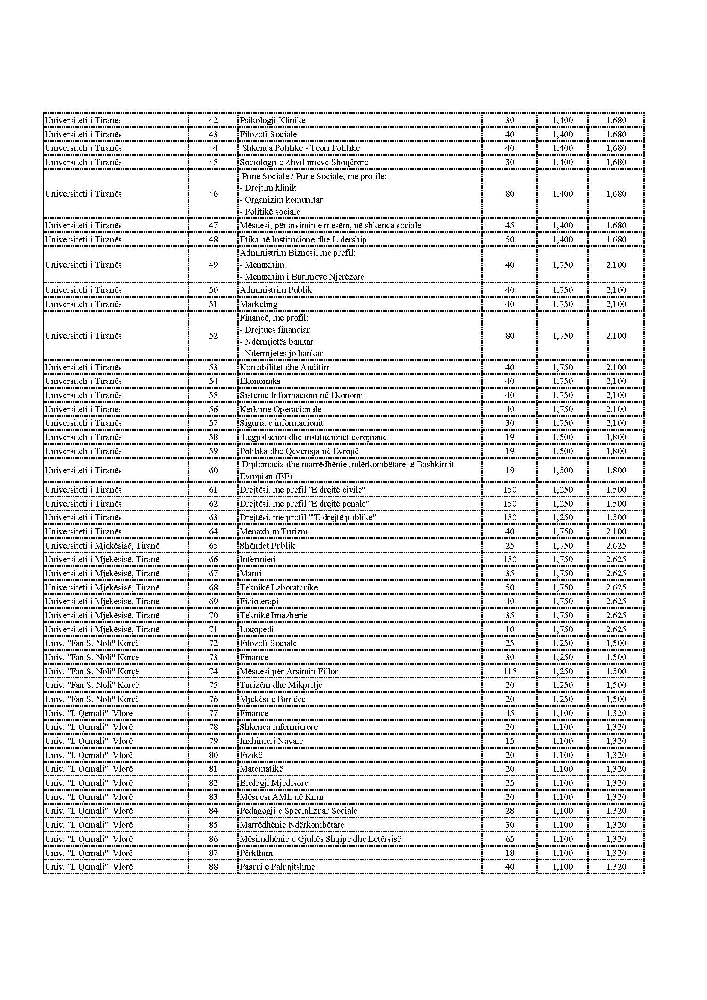 Universiteti i Tiranës 42 Psikologji Klinike 30 1,400 1,680
Universiteti i Tiranës 43 Filozofi Sociale 40 1,400 1,680
Universiteti i Tiranës 44 Shkenca Politike - Teori Politike 40 1,400 1,680
Universiteti i Tiranës 45 Sociologji e Zhvillimeve Shoqërore 30 1,400 1,680
Universiteti i Tiranës 46 Punë Sociale / Punë Sociale, me profile:
- Drejtim klinik
- Organizim komunitar
- Politikë sociale 80 1,400 1,680
Universiteti i Tiranës 47 Mësuesi, për arsimin e mesëm, në shkenca sociale 45 1,400 1,680
Universiteti i Tiranës 48 Etika në Institucione dhe Lidership 50 1,400 1,680
Universiteti i Tiranës 49 Administrim Biznesi, me profil:
- Menaxhim
- Menaxhim i Burimeve Njerëzore 40 1,750 2,100
Universiteti i Tiranës 50 Administrim Publik 40 1,750 2,100
Universiteti i Tiranës 51 Marketing 40 1,750 2,100
Universiteti i Tiranës 52 Financë, me profil:
- Drejtues financiar
- Ndërmjetës bankar
- Ndërmjetës jo bankar 80 1,750 2,100
Universiteti i Tiranës 53 Kontabilitet dhe Auditim 40 1,750 2,100
Universiteti i Tiranës 54 Ekonomiks 40 1,750 2,100
Universiteti i Tiranës 55 Sisteme Informacioni në Ekonomi 40 1,750 2,100
Universiteti i Tiranës 56 Kërkime Operacionale 40 1,750 2,100
Universiteti i Tiranës 57 Siguria e informacionit 30 1,750 2,100
Universiteti i Tiranës 58 Legjislacion dhe institucionet evropiane 19 1,500 1,800
Universiteti i Tiranës 59 Politika dhe Qeverisja në Evropë 19 1,500 1,800
Universiteti i Tiranës 60 Diplomacia dhe marrëdhëniet ndërkombëtare të Bashkimit
Evropian (BE) 19 1,500 1,800
Universiteti i Tiranës 61 Drejtësi, me profil "E drejtë civile" 150 1,250 1,500
Universiteti i Tiranës 62 Drejtësi, me profil "E drejtë penale" 150 1,250 1,500
Universiteti i Tiranës 63 Drejtësi, me profil ""E drejtë publike" 150 1,250 1,500
Universiteti i Tiranës 64 Menaxhim Turizmi 40 1,750 2,100
Universiteti i Mjekësisë, Tiranë 65 Shëndet Publik 25 1,750 2,625
Universiteti i Mjekësisë, Tiranë 66 Infermieri 150 1,750 2,625
Universiteti i Mjekësisë, Tiranë 67 Mami 35 1,750 2,625
Universiteti i Mjekësisë, Tiranë 68 Teknikë Laboratorike 50 1,750 2,625
Universiteti i Mjekësisë, Tiranë 69 Fizioterapi 40 1,750 2,625
Universiteti i Mjekësisë, Tiranë 70 Teknikë Imazherie 35 1,750 2,625
Universiteti i Mjekësisë, Tiranë 71 Logopedi 10 1,750 2,625
Univ. "Fan S. Noli" Korçë 72 Filozofi Sociale 25 1,250 1,500
Univ. "Fan S. Noli" Korçë 73 Financë 30 1,250 1,500
Univ. "Fan S. Noli" Korçë 74 Mësuesi për Arsimin Fillor 115 1,250 1,500
Univ. "Fan S. Noli" Korçë 75 Turizëm dhe Mikpritje 20 1,250 1,500
Univ. "Fan S. Noli" Korçë 76 Mjekësi e Bimëve 20 1,250 1,500
Univ. "I. Qemali" Vlorë 77 Financë 45 1,100 1,320
Univ. "I. Qemali" Vlorë 78 Shkenca Infermierore 20 1,100 1,320
Univ. "I. Qemali" Vlorë 79 Inxhinieri Navale 15 1,100 1,320
Univ. "I. Qemali" Vlorë 80 Fizikë 20 1,100 1,320
Univ. "I. Qemali" Vlorë 81 Matematikë 20 1,100 1,320
Univ. "I. Qemali" Vlorë 82 Biologji Mjedisore 25 1,100 1,320
Univ. "I. Qemali" Vlorë 83 Mësuesi AML në Kimi 20 1,100 1,320
Univ. "I. Qemali" Vlorë 84 Pedagogji e Specializuar Sociale 28 1,100 1,320
Univ. "I. Qemali" Vlorë 85 Marrëdhënie Ndërkombëtare 30 1,100 1,320
Univ. "I. Qemali" Vlorë 86 Mësimdhënie e Gjuhës Shqipe dhe Letërsisë 65 1,100 1,320
Univ. "I. Qemali" Vlorë 87 Përkthim 18 1,100 1,320
Univ. "I. Qemali" Vlorë 88 Pasuri e Paluajtshme 40 1,100 1,320